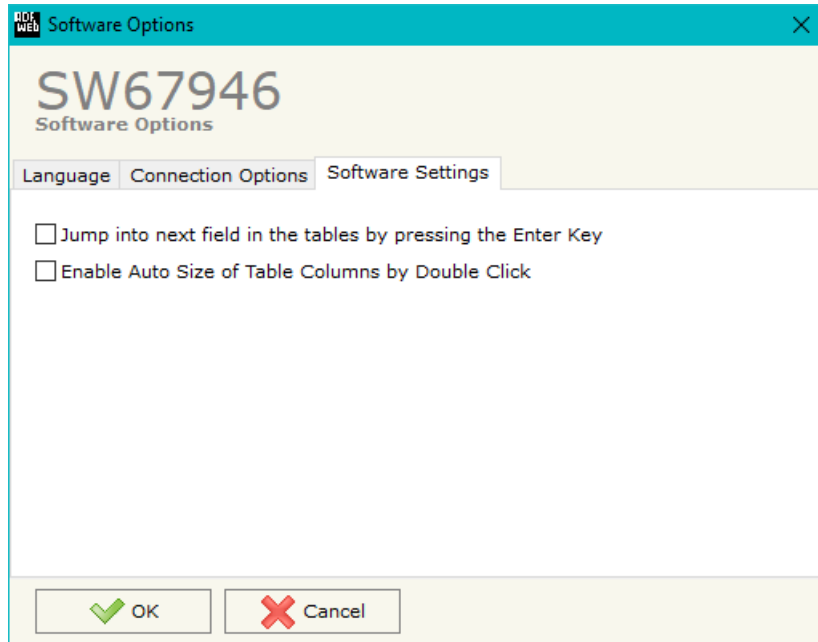 ADF
WEB
Software Options
SW67946
Software Options
Language
Connection Options
Software Settings
Jump into next field in the tables by pressing the Enter Key
Enable Auto Size of Table Columns by Double Click
OK
Cancel